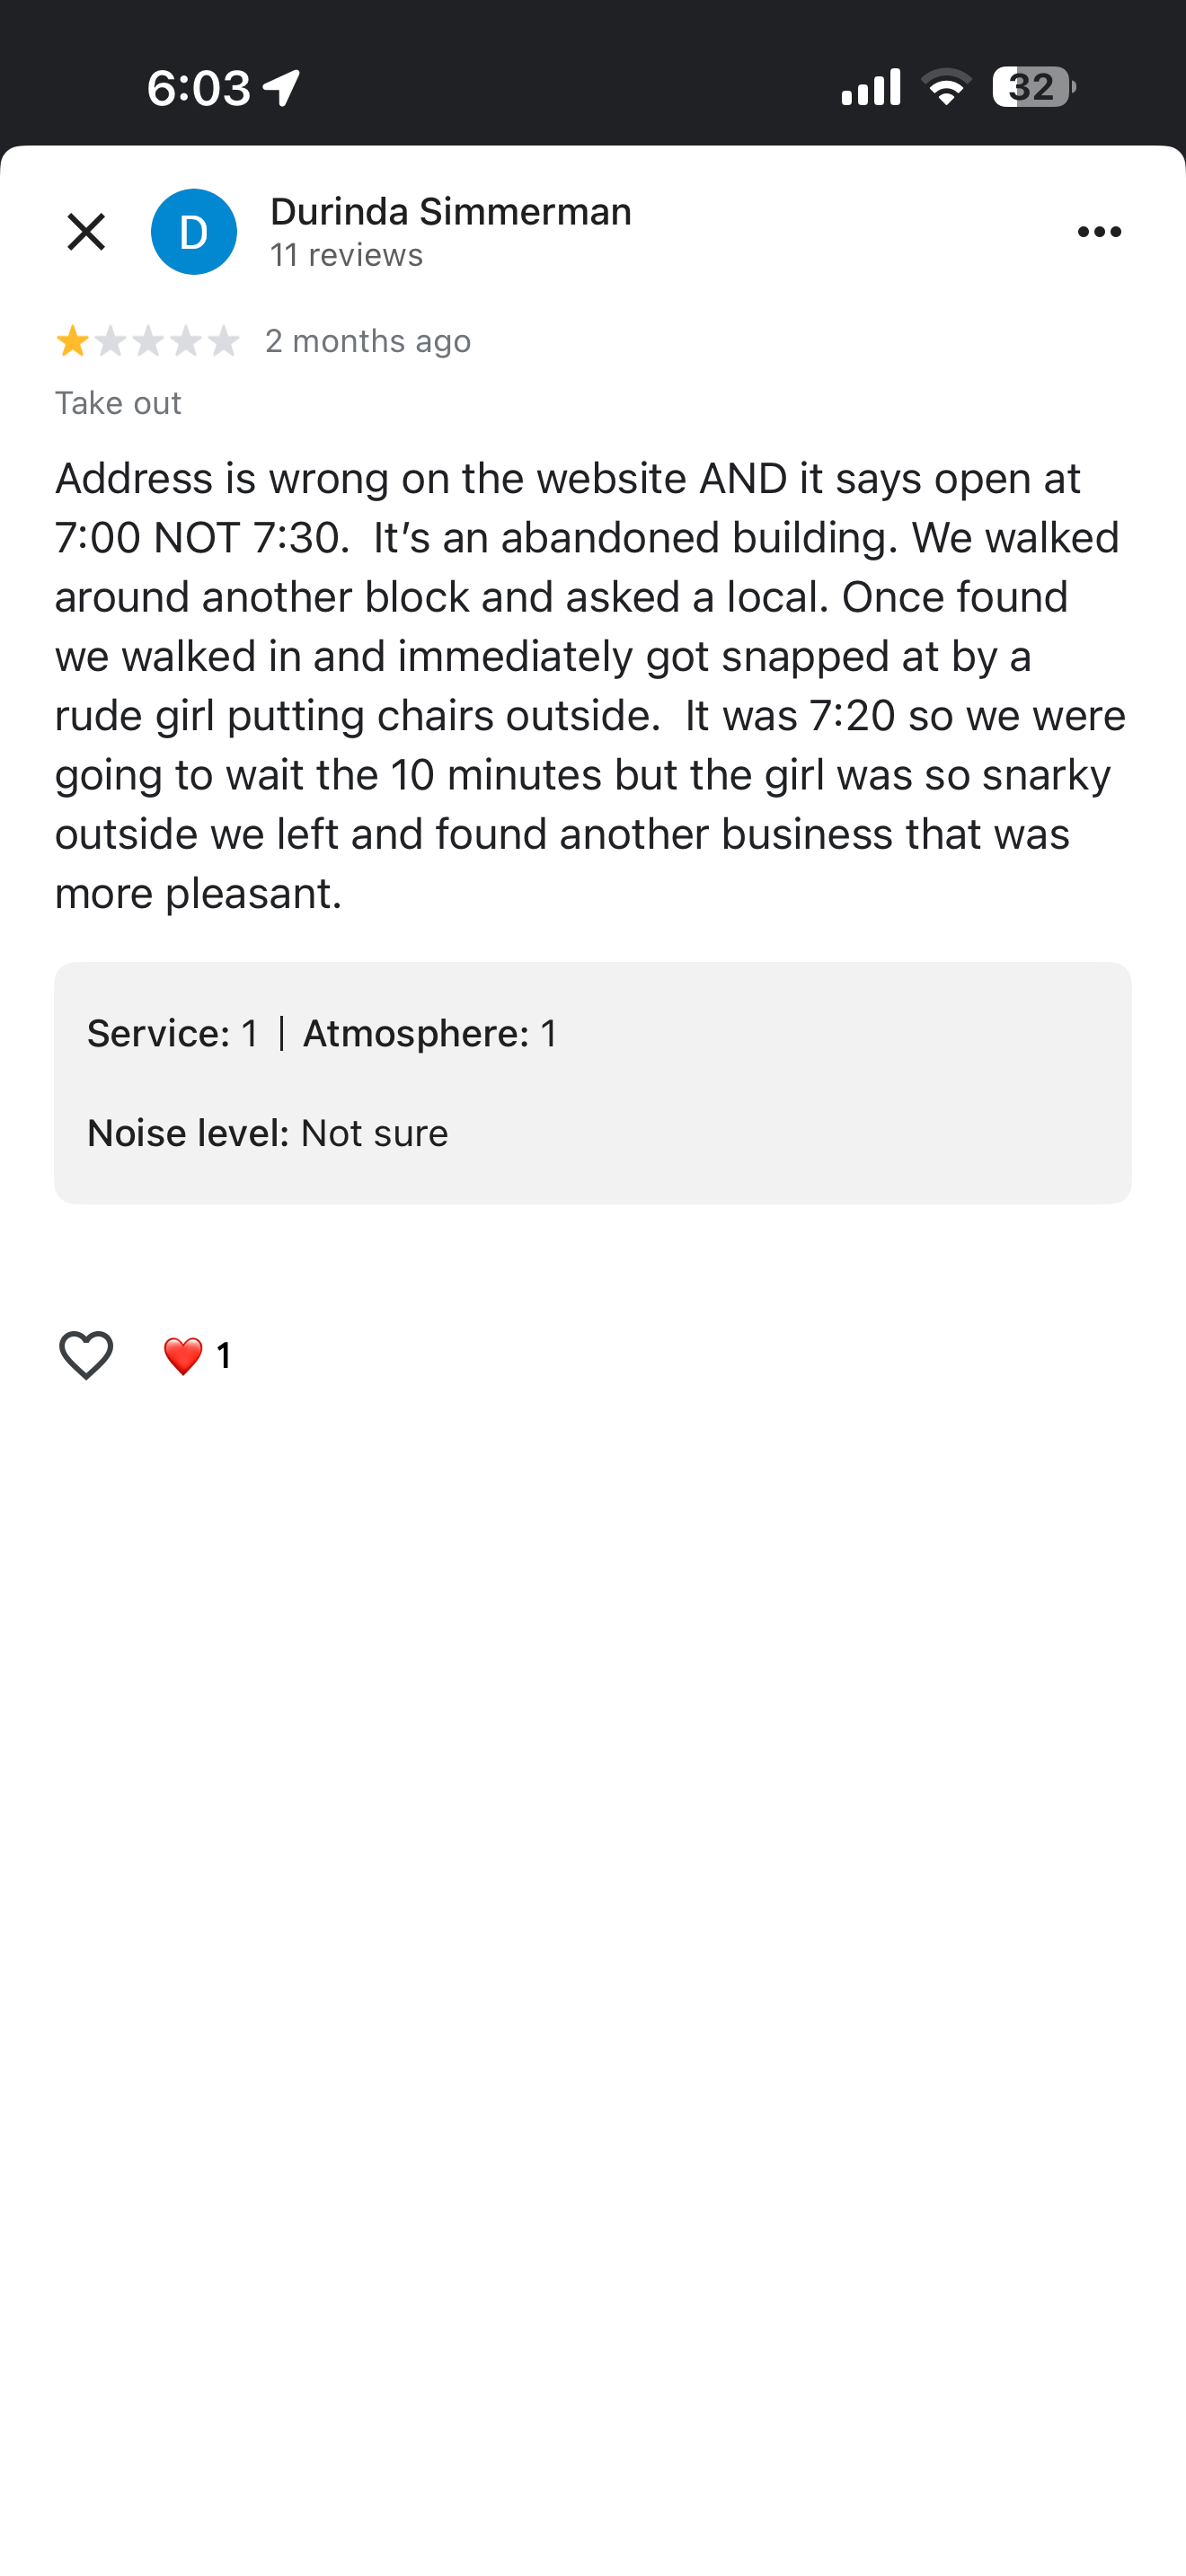 6:03
32
D
Durinda Simmerman
11 reviews
2 months ago
Take out
Address is wrong on the website AND it says open at
7:00 NOT 7:30.  It’s an abandoned building. We walked
around another block and asked a local. Once found
we walked in and immediately got snapped at by a
rude girl putting chairs outside.  It was 7:20 so we were
going to wait the 10 minutes but the girl was so snarky
outside we left and found another business that was
more pleasant.
Service: 1 | Atmosphere: 1
Noise level: Not sure
❤️ 1